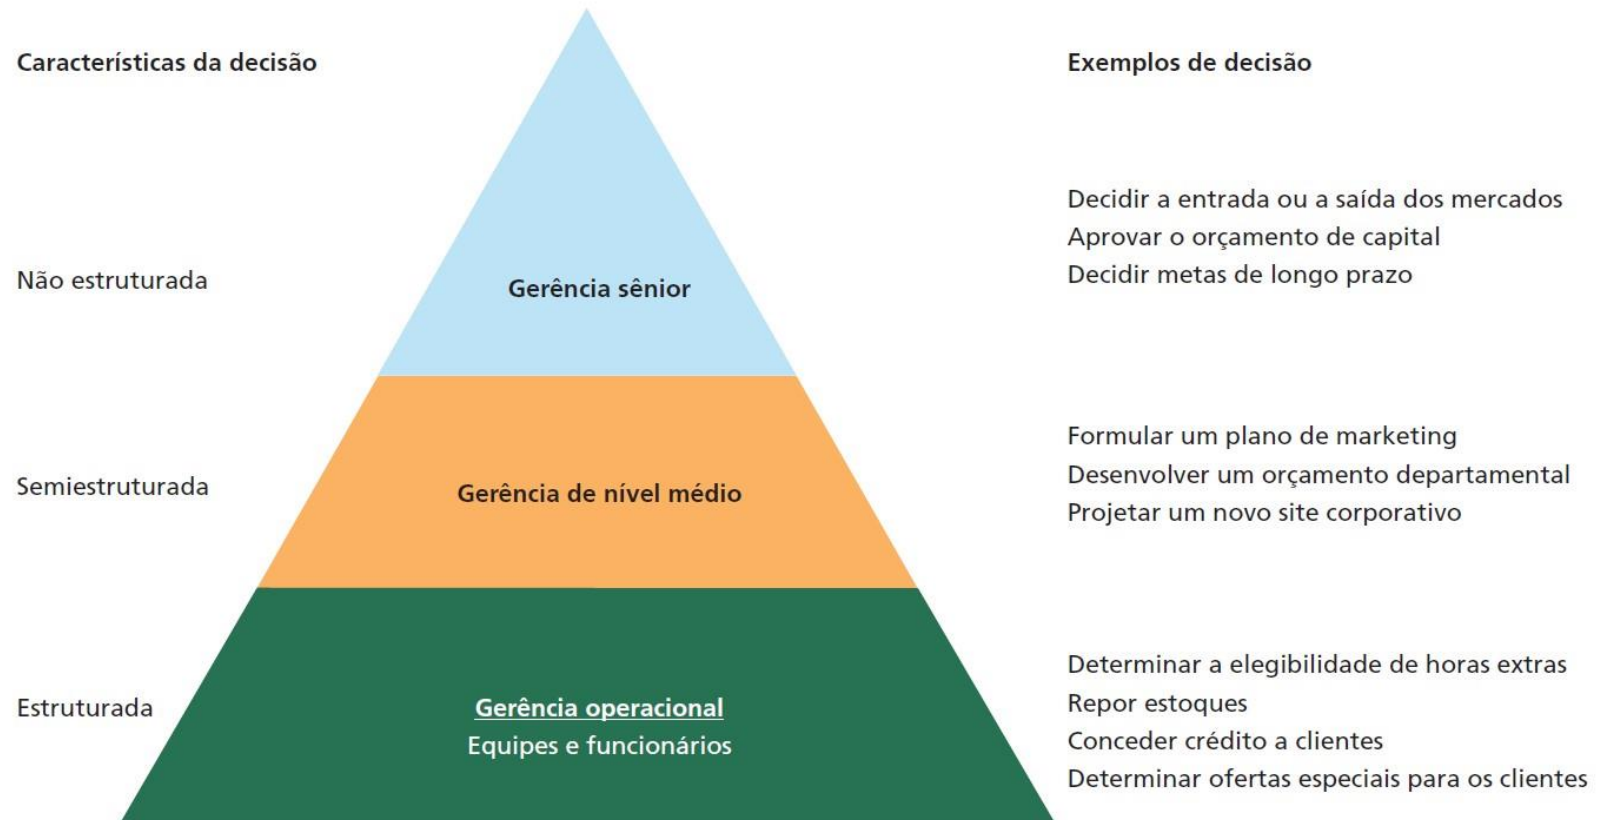 Características da decisão
Exemplos de decisão
Não estruturada
Gerência sênior
Decidir a entrada ou a saída dos mercados
Aprovar o orçamento de capital
Decidir metas de longo prazo
Semiestruturada
Gerência de nível médio
Formular um plano de marketing
Desenvolver um orçamento departamental
Projetar um novo site corporativo
Estruturada
Gerência operacional
Equipes e funcionários
Determinar a elegibilidade de horas extras
Repor estoques
Conceder crédito a clientes
Determinar ofertas especiais para os clientes